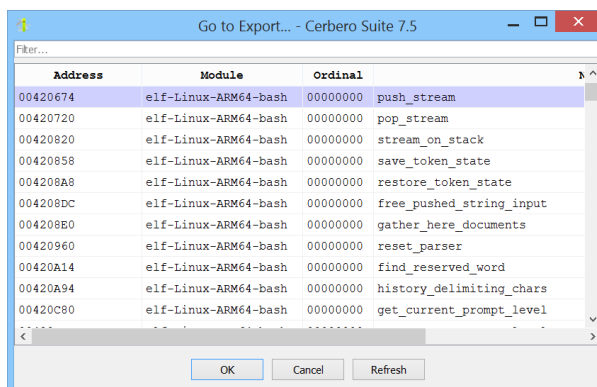 Go to Export... - Cerbero Suite 7.5
Filter...
Address Module Ordinal
00420674 elf-Linux-ARM64-bash 00000000 push_stream
00420720 elf-Linux-ARM64-bash 00000000 pop_stream
00420820 elf-Linux-ARM64-bash 00000000 stream_on_stack
00420858 elf-Linux-ARM64-bash 00000000 save_token_state
004208A8 elf-Linux-ARM64-bash 00000000 restore_token_state
004208DC elf-Linux-ARM64-bash 00000000 free_pushed_string_input
004208E0 elf-Linux-ARM64-bash 00000000 gather_here_documents
00420960 elf-Linux-ARM64-bash 00000000 reset_parser
00420A14 elf-Linux-ARM64-bash 00000000 find_reserved_word
00420A94 elf-Linux-ARM64-bash 00000000 history_delimiting_chars
00420C80 elf-Linux-ARM64-bash 00000000 get_current_prompt_level
OK Cancel Refresh